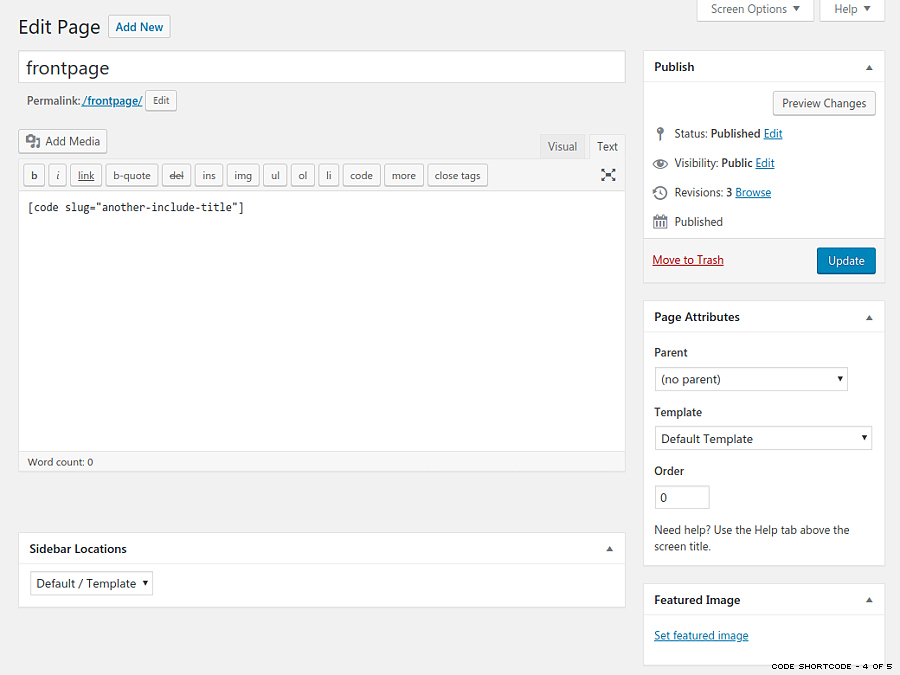 Screen Options Help
Edit Page Add New
frontpage
Permalink: /frontpage/ Edit
Add Media
Visual Text
b i link b-quote del ins img ul ol li code more close tags
[code slug="another-include-title"]
Word count: 0
Sidebar Locations
Default / Template
Publish
Preview Changes
Status: Published Edit
Visibility: Public Edit
Revisions: 3 Browse
Published
Move to Trash Update
Page Attributes
Parent
(no parent)
Template
Default Template
Order
0
Need help? Use the Help tab above the
screen title.
Featured Image
Set featured image
CODE SHORTCODE - 4 OF 5